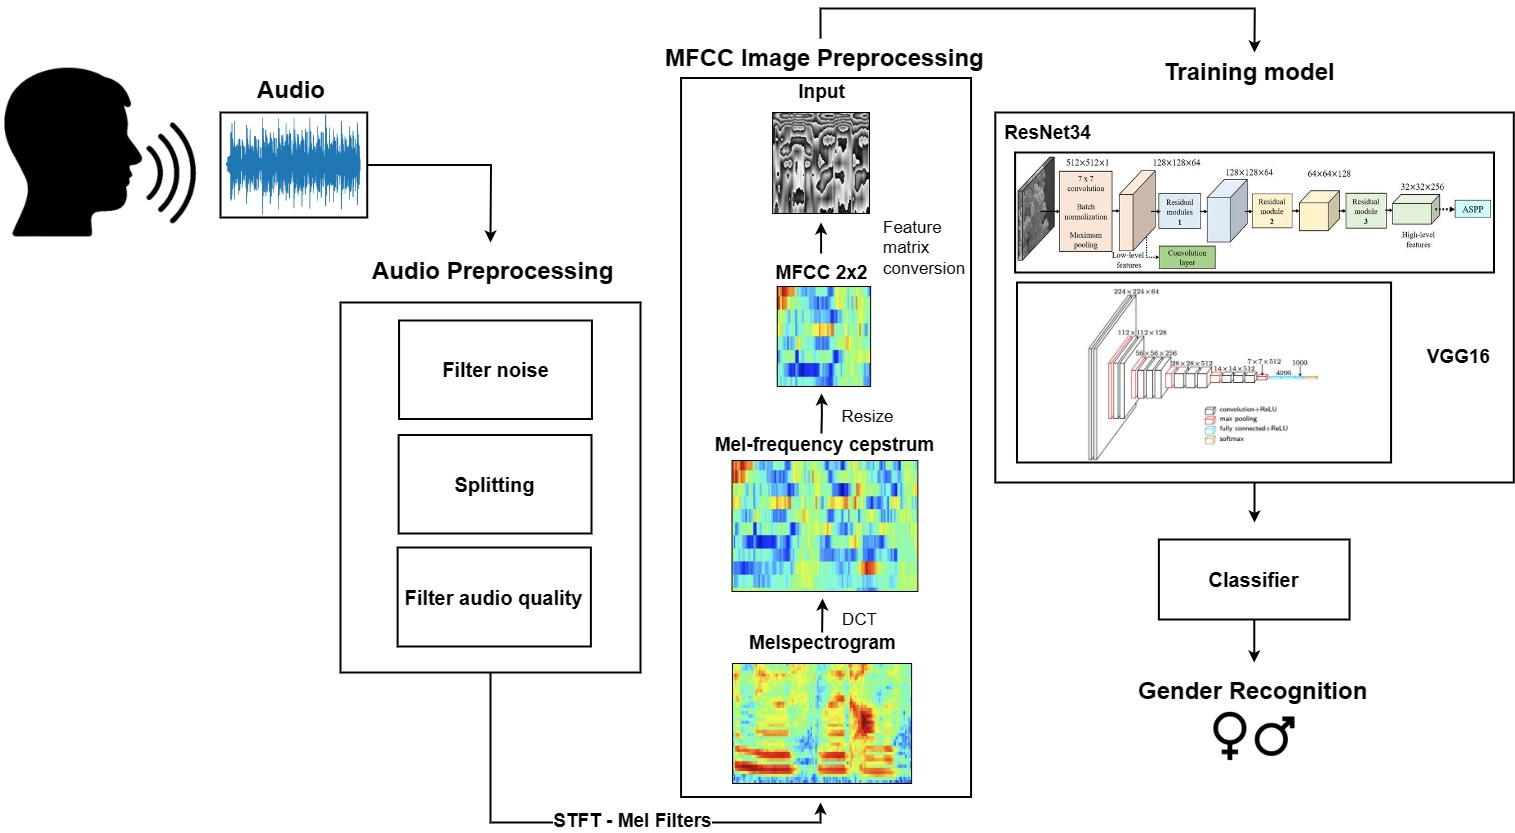 Audio
Audio Preprocessing
Filter noise
Splitting
Filter audio quality
STFT - Mel Filters
MFCC Image Preprocessing
Input
Feature
matrix
conversion
MFCC 2x2
Resize
Mel-frequency cepstrum
DCT
Melspectrogram
Training model
ResNet34
512×512×1
7 x 7
convolution
Batch
normalization
Maximum
pooling
128×128×64
Low-level
features
Residual
modules
1
Convolution
layer
128×128×64
Residual
module
2
64×64×128
Residual
module
3
32×32×256
High-level
features
ASPP
VGG16
224×224×64
112×112×128
56×56×256
28×28×512
14×14×512
7×7×512
4096
1000
convolution+ReLU
max pooling
fully connected+ReLU
softmax
Classifier
Gender Recognition